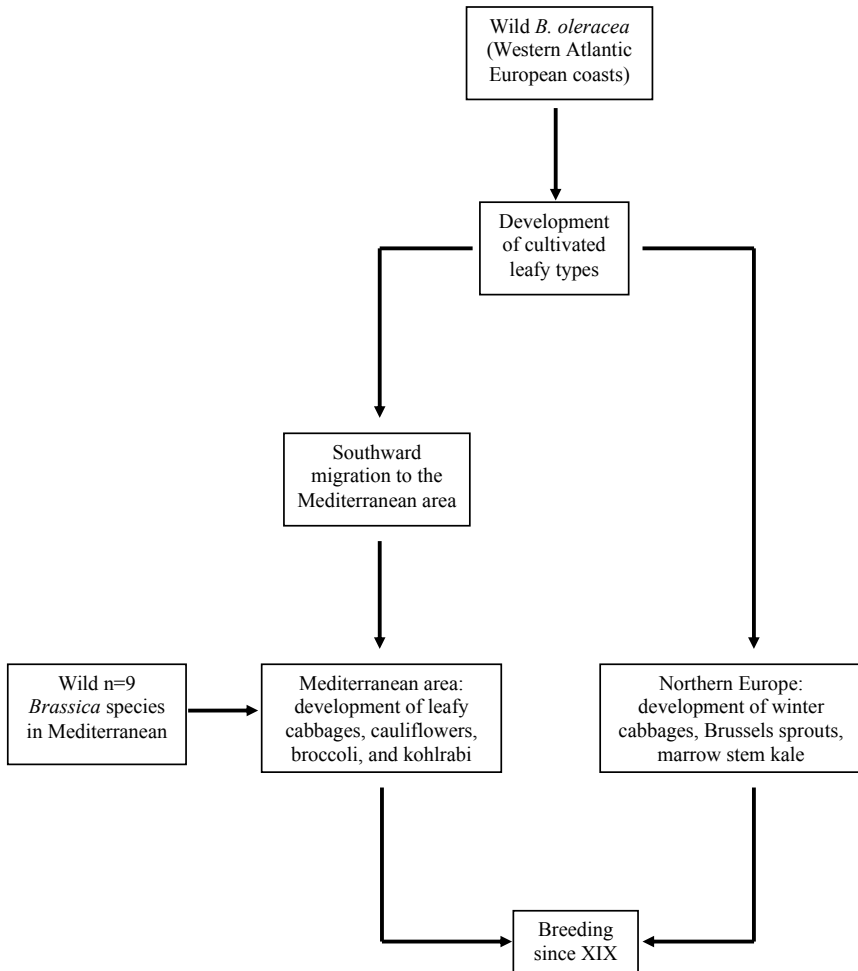 Wild B. oleracea
(Western Atlantic
European coasts)
Development
of cultivated
leafy types
Southward
migration to the
Mediterranean area
Wild n=9
Brassica species
in Mediterranean
Mediterranean area:
development of leafy
cabbages, cauliflowers,
broccoli, and kohlrabi
Northern Europe:
development of winter
cabbages, Brussels sprouts,
marrow stem kale
Breeding
since XIX